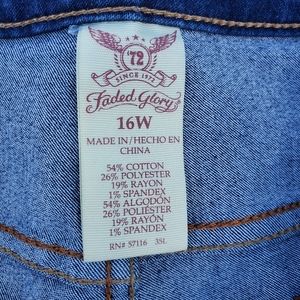 '72
SINCE 1972
Faded Glory
16W
MADE IN/HECHO EN
CHINA
54% COTTON
26% POLYESTER
19% RAYON
1% SPANDEX
54% ALGODÓN
26% POLIÉSTER
19% RAYON
1% SPANDEX
RN# 57116 35L